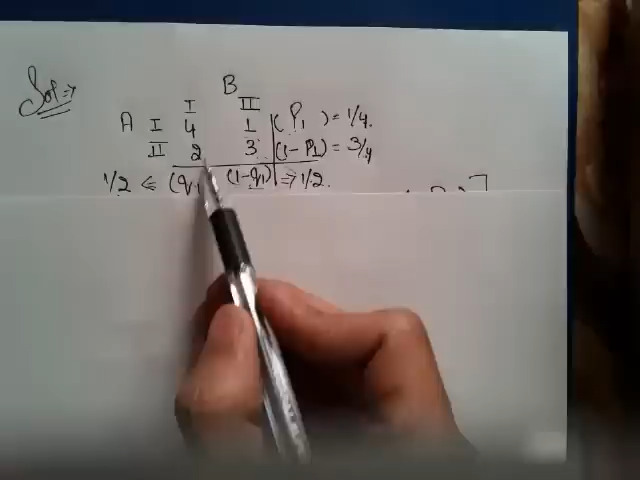 Sol:⇒
B
I II
A I 4 1 (P₁) = 1/4.
II 2 3 (1-P₁) = 3/4
1/2 ⇐ (q₁ (1-q₁) ⇒ 1/2.